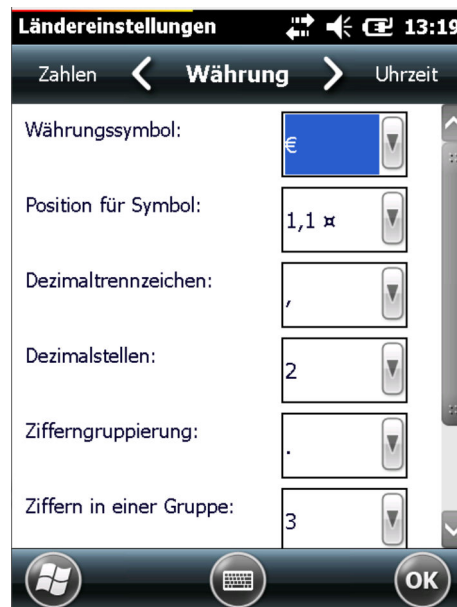 Ländereinstellungen 13:19
Zahlen Währung Uhrzeit
Währungssymbol: €
Position für Symbol: 1,1 ¤
Dezimaltrennzeichen: ,
Dezimalstellen: 2
Zifferngruppierung: .
Ziffern in einer Gruppe: 3
OK